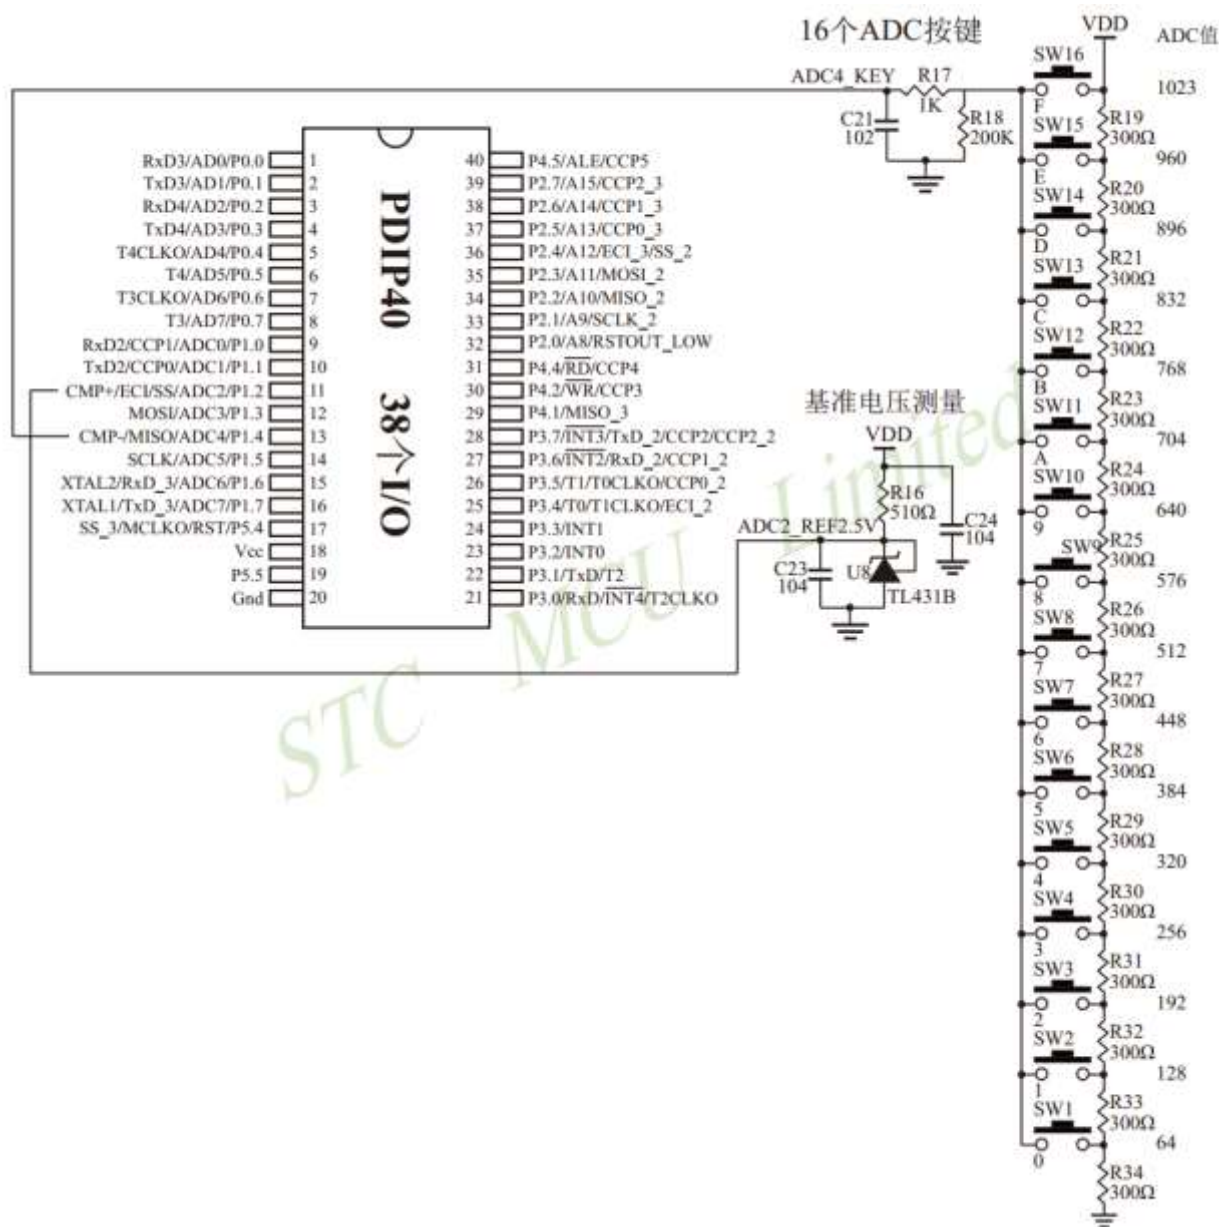 16个ADC按键
VDD
ADC值
ADC4_KEY
R17
1K
C21
102
R18
200K
SW16
F
1023
R19
300Ω
SW15
E
960
R20
300Ω
SW14
D
896
R21
300Ω
SW13
C
832
R22
300Ω
SW12
B
768
R23
300Ω
SW11
A
704
R24
300Ω
SW10
9
640
R25
300Ω
SW9
8
576
R26
300Ω
SW8
7
512
R27
300Ω
SW7
6
448
R28
300Ω
SW6
5
384
R29
300Ω
SW5
4
320
R30
300Ω
SW4
3
256
R31
300Ω
SW3
2
192
R32
300Ω
SW2
1
128
R33
300Ω
SW1
0
64
R34
300Ω
RxD3/AD0/P0.0 1
TxD3/AD1/P0.1 2
RxD4/AD2/P0.2 3
TxD4/AD3/P0.3 4
T4CLKO/AD4/P0.4 5
T4/AD5/P0.5 6
T3CLKO/AD6/P0.6 7
T3/AD7/P0.7 8
RxD2/CCP1/ADC0/P1.0 9
TxD2/CCP0/ADC1/P1.1 10
CMP+/ECI/SS/ADC2/P1.2 11
MOSI/ADC3/P1.3 12
CMP-/MISO/ADC4/P1.4 13
SCLK/ADC5/P1.5 14
XTAL2/RxD_3/ADC6/P1.6 15
XTAL1/TxD_3/ADC7/P1.7 16
SS_3/MCLKO/RST/P5.4 17
Vcc 18
P5.5 19
Gnd 20
PDIP40 38个I/O
40 P4.5/ALE/CCP5
39 P2.7/A15/CCP2_3
38 P2.6/A14/CCP1_3
37 P2.5/A13/CCP0_3
36 P2.4/A12/ECI_3/SS_2
35 P2.3/A11/MOSI_2
34 P2.2/A10/MISO_2
33 P2.1/A9/SCLK_2
32 P2.0/A8/RSTOUT_LOW
31 P4.4/RD/CCP4
30 P4.2/WR/CCP3
29 P4.1/MISO_3
28 P3.7/INT3/TxD_2/CCP2/CCP2_2
27 P3.6/INT2/RxD_2/CCP1_2
26 P3.5/T1/T0CLKO/CCP0_2
25 P3.4/T0/T1CLKO/ECI_2
24 P3.3/INT1
23 P3.2/INT0
22 P3.1/TxD/T2
21 P3.0/RxD/INT4/T2CLKO
基准电压测量
VDD
R16
510Ω
C24
104
ADC2_REF2.5V
C23
104
U8
TL431B
STC MCU Limited